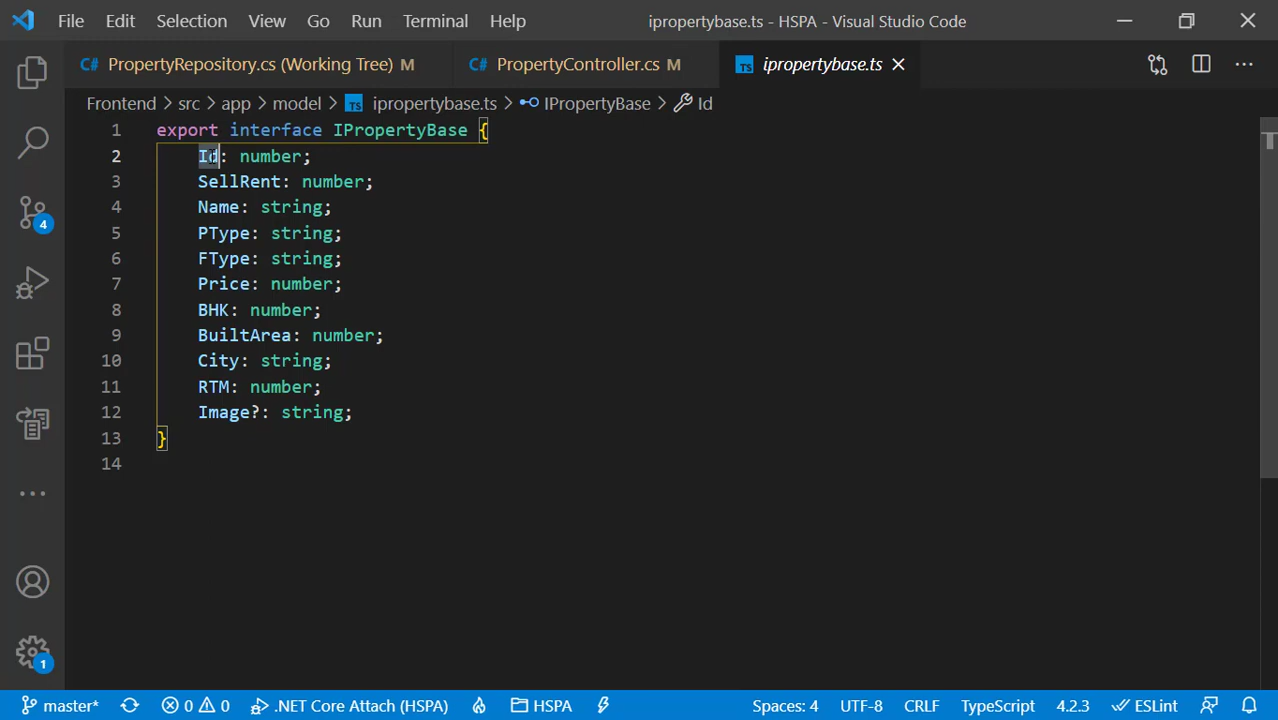 File Edit Selection View Go Run Terminal Help ipropertybase.ts - HSPA - Visual Studio Code
C# PropertyRepository.cs (Working Tree) M C# PropertyController.cs M TS ipropertybase.ts
Frontend > src > app > model > TS ipropertybase.ts > IPropertyBase > Id
1 export interface IPropertyBase {
2 Id: number;
3 SellRent: number;
4 Name: string;
5 PType: string;
6 FType: string;
7 Price: number;
8 BHK: number;
9 BuiltArea: number;
10 City: string;
11 RTM: number;
12 Image?: string;
13 }
14
4
1
master* 0 0 .NET Core Attach (HSPA) HSPA Spaces: 4 UTF-8 CRLF TypeScript 4.2.3 ESLint